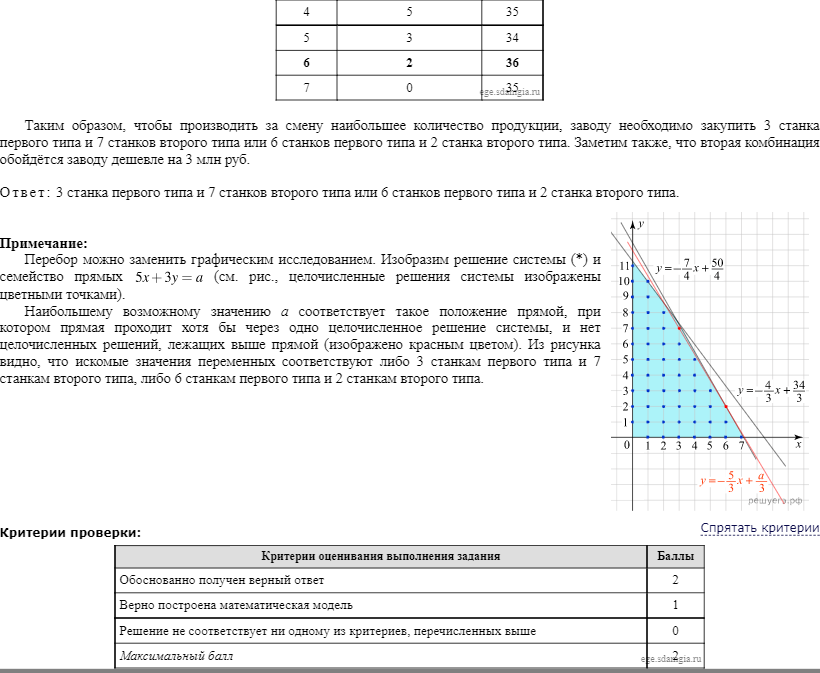 4 5 35
5 3 34
6 2 36
7 0 35
ege.sdamgia.ru
Таким образом, чтобы производить за смену наибольшее количество продукции, заводу необходимо закупить 3 станка
первого типа и 7 станков второго типа или 6 станков первого типа и 2 станка второго типа. Заметим также, что вторая комбинация
обойдётся заводу дешевле на 3 млн руб.
Ответ: 3 станка первого типа и 7 станков второго типа или 6 станков первого типа и 2 станка второго типа.
Примечание:
Перебор можно заменить графическим исследованием. Изобразим решение системы (*) и
семейство прямых 5x + 3y = a (см. рис., целочисленные решения системы изображены
цветными точками).
Наибольшему возможному значению a соответствует такое положение прямой, при
котором прямая проходит хотя бы через одно целочисленное решение системы, и нет
целочисленных решений, лежащих выше прямой (изображено красным цветом). Из рисунка
видно, что искомые значения переменных соответствуют либо 3 станкам первого типа и 7
станкам второго типа, либо 6 станкам первого типа и 2 станкам второго типа.
y
y = -7/4 x + 50/4
11
10
9
8
7
6
5
4
3
2
1
y = -4/3 x + 34/3
0 1 2 3 4 5 6 7 x
y = -5/3 x + a/3
решуегэ.рф
Спрятать критерии
Критерии проверки:
Критерии оценивания выполнения задания Баллы
Обоснованно получен верный ответ 2
Верно построена математическая модель 1
Решение не соответствует ни одному из критериев, перечисленных выше 0
Максимальный балл 2
ege.sdamgia.ru